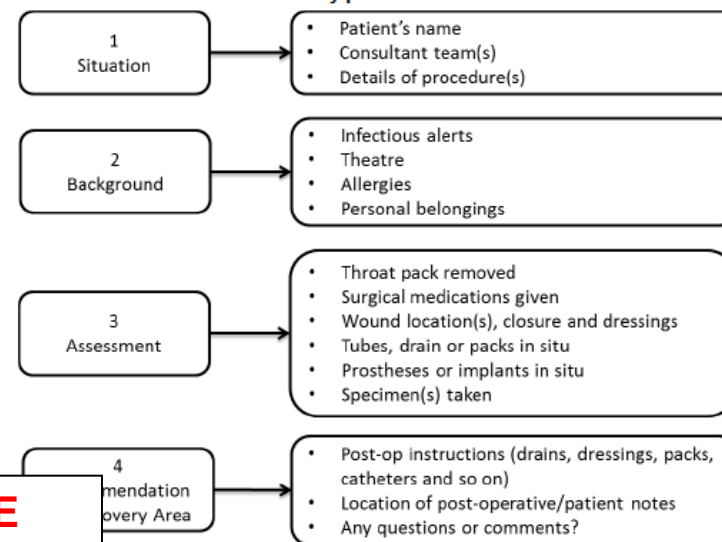 1
Situation
• Patient's name
• Consultant team(s)
• Details of procedure(s)
2
Background
• Infectious alerts
• Theatre
• Allergies
• Personal belongings
3
Assessment
• Throat pack removed
• Surgical medications given
• Wound location(s), closure and dressings
• Tubes, drain or packs in situ
• Prostheses or implants in situ
• Specimen(s) taken
4
mendation
overy Area
• Post-op instructions (drains, dressings, packs,
catheters and so on)
• Location of post-operative/patient notes
• Any questions or comments?
E